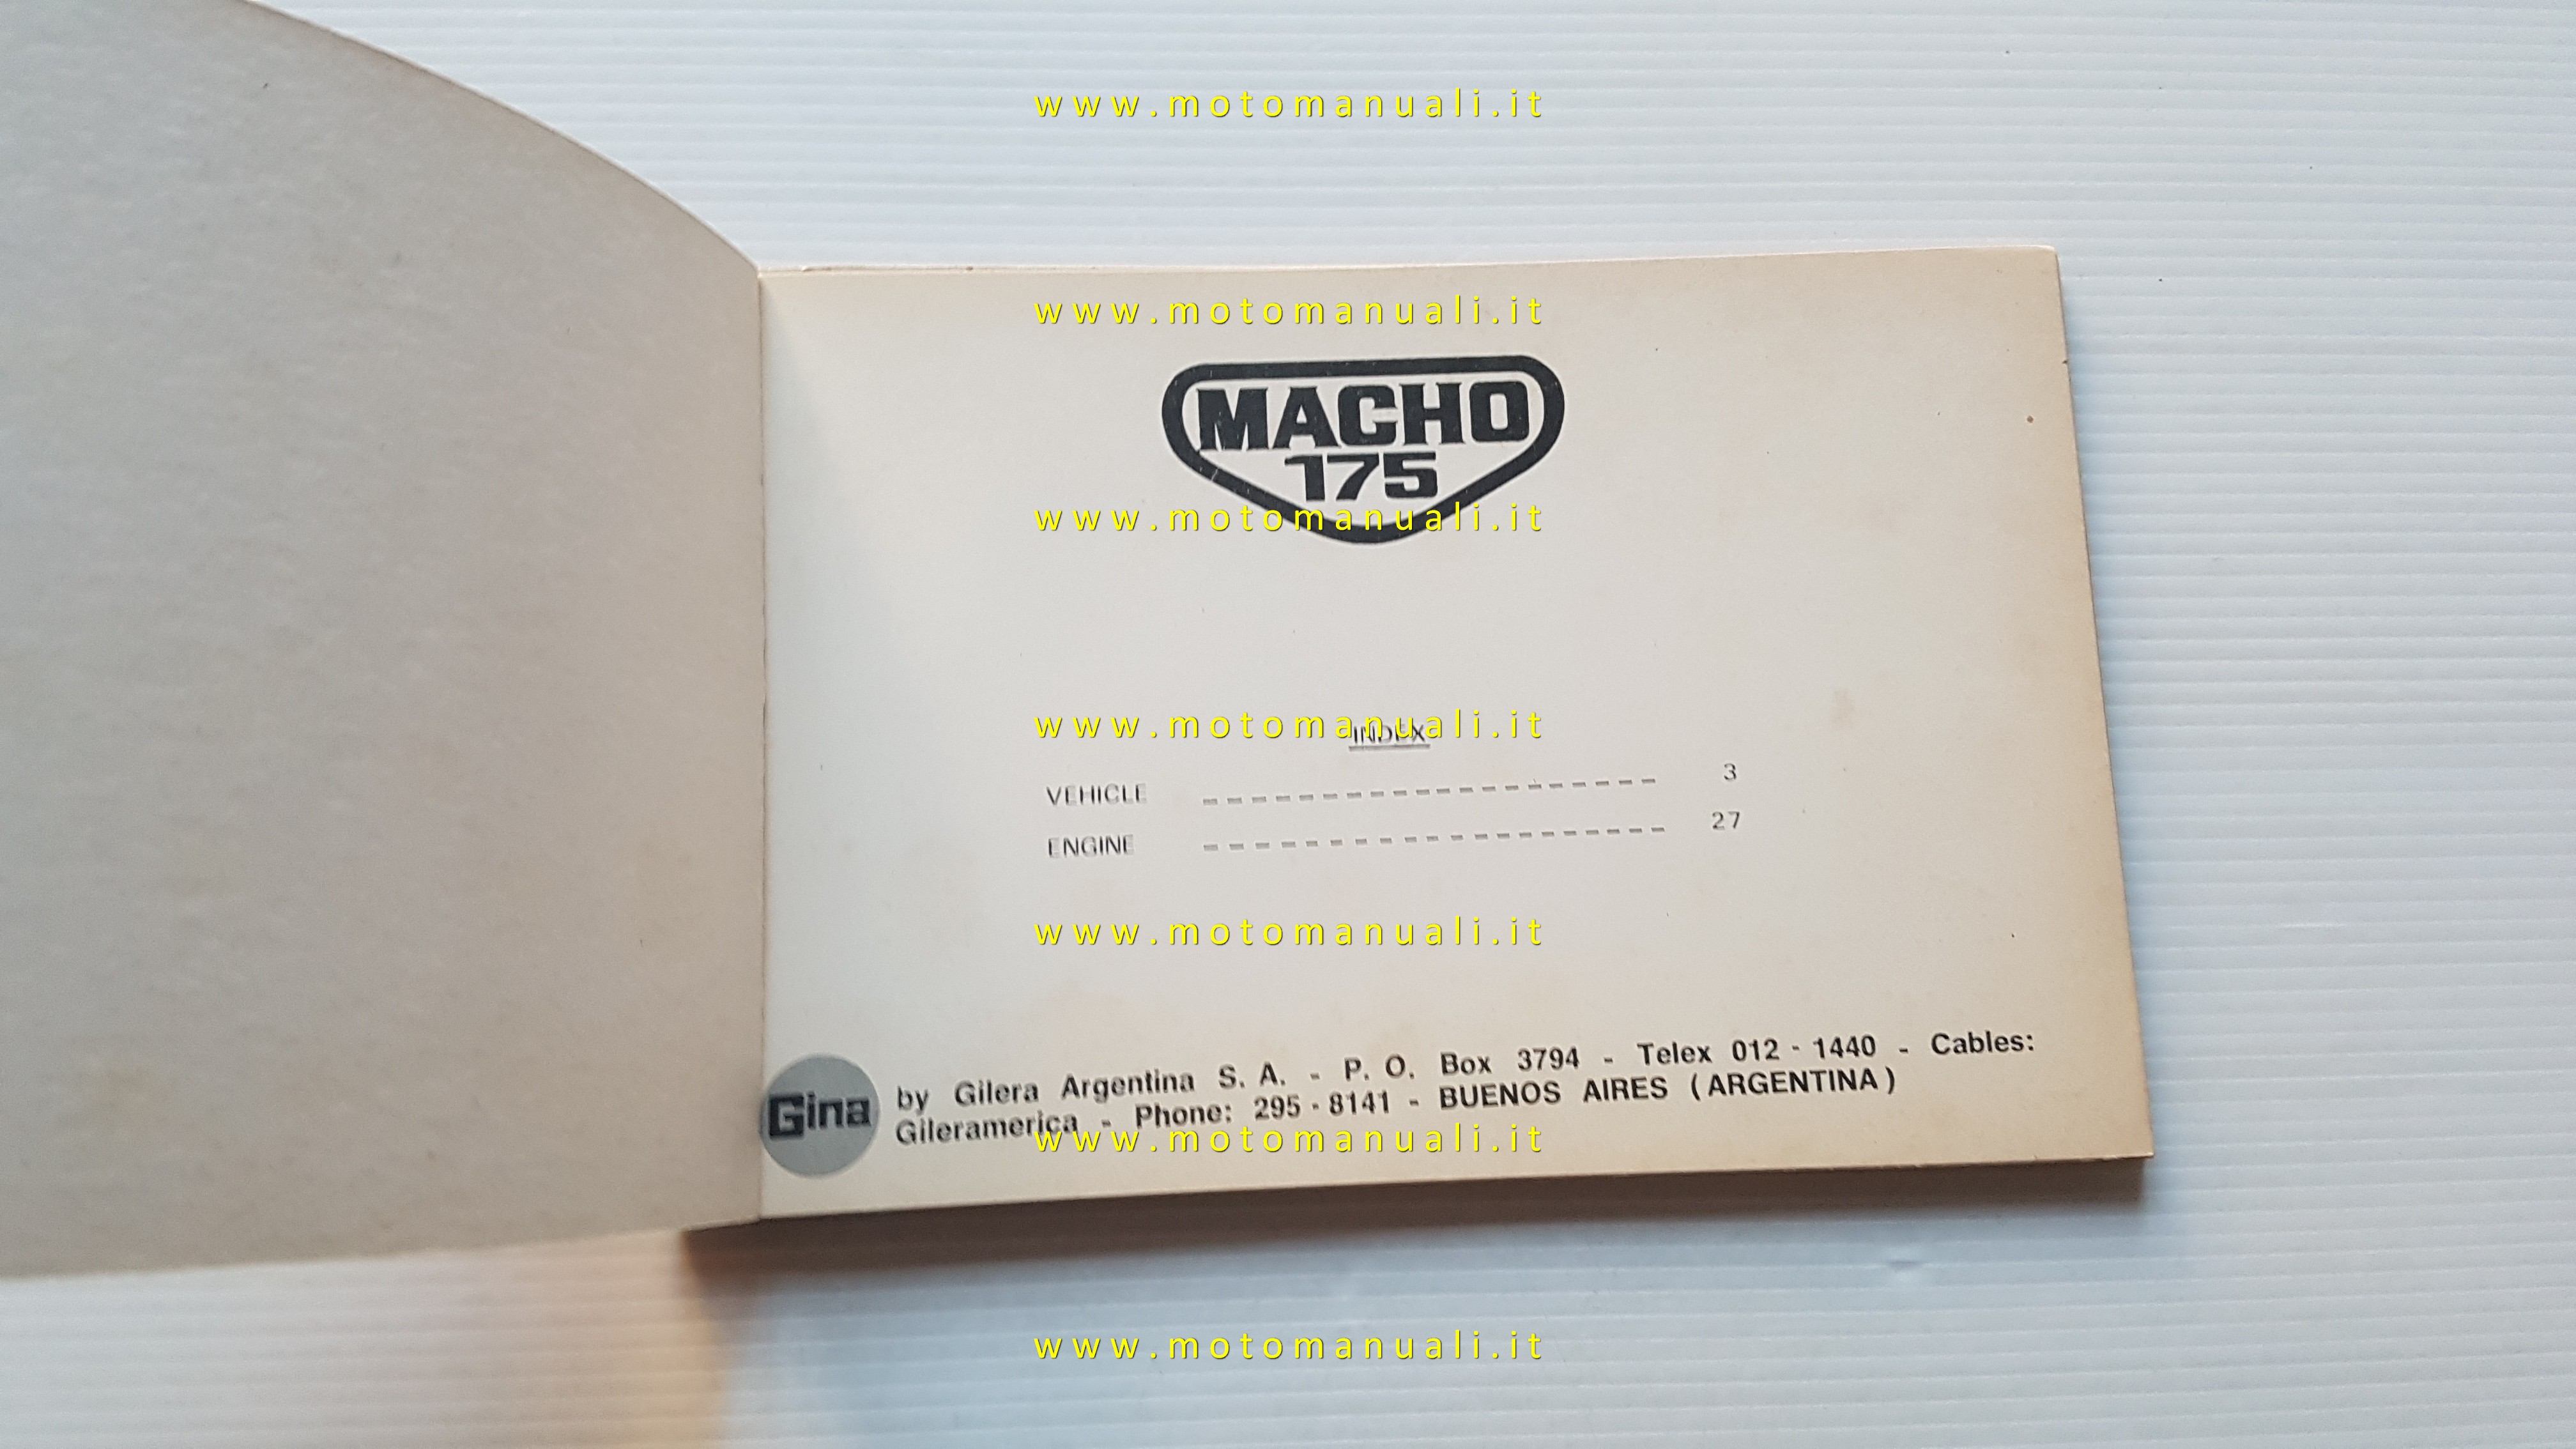 www.motomanuali.it
www.motomanuali.it
MACHO
175
www.motomanuali.it
www.motomanuali.it
INDEX
VEHICLE -------------------- 3
ENGINE ------------------- 27
www.motomanuali.it
Gina
by Gilera Argentina S. A. - P. O. Box 3794 - Telex 012 - 1440 - Cables:
Gileramerica - Phone: 295 - 8141 - BUENOS AIRES (ARGENTINA)
www.motomanuali.it
www.motomanuali.it